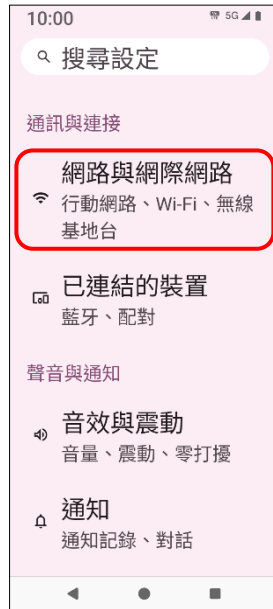 10:00 5G
搜尋設定
通訊與連接
網路與網際網路
行動網路、Wi-Fi、無線
基地台
已連結的裝置
藍牙、配對
聲音與通知
音效與震動
音量、震動、零打擾
通知
通知記錄、對話